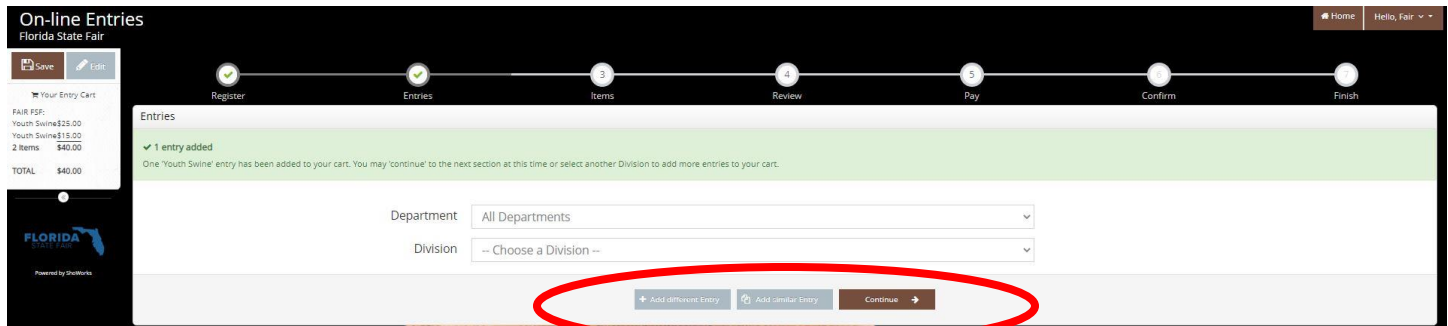 On-line Entries
Florida State Fair
Home
Hello, Fair
Save
Edit
Your Entry Cart
FAIR FSF:
Youth Swine$25.00
Youth Swine$15.00
2 Items $40.00
TOTAL $40.00
FLORIDA
STATE FAIR
Powered by ShoWorks
3
4
5
6
7
Register
Entries
Items
Review
Pay
Confirm
Finish
Entries
1 entry added
One 'Youth Swine' entry has been added to your cart. You may 'continue' to the next section at this time or select another Division to add more entries to your cart.
Department
All Departments
Division
-- Choose a Division --
Add different Entry
Add similar Entry
Continue